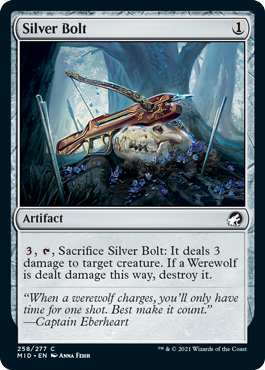 Silver Bolt 1
Artifact
3, T, Sacrifice Silver Bolt: It deals 3
damage to target creature. If a Werewolf
is dealt damage this way, destroy it.
“When a werewolf charges, you’ll only have
time for one shot. Best make it count.”
—Captain Eberheart
258/277 C
MID • EN Anna Fehr
™ & © 2021 Wizards of the Coast